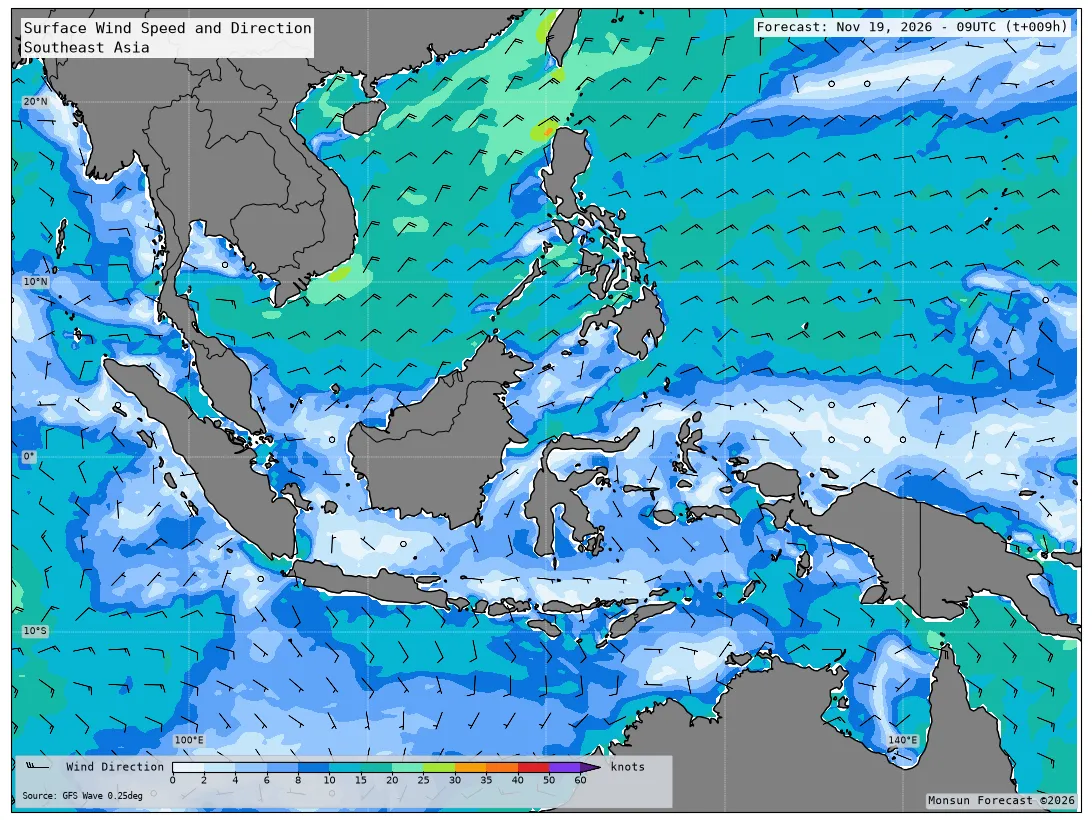 Surface Wind Speed and Direction
Southeast Asia
Forecast: Nov 19, 2026 - 09UTC (t+009h)
20°N
10°N
0°
10°S
100°E
140°E
Wind Direction
0 2 4 6 8 10 15 20 25 30 35 40 50 60
knots
Source: GFS Wave 0.25deg
Monsun Forecast ©2026